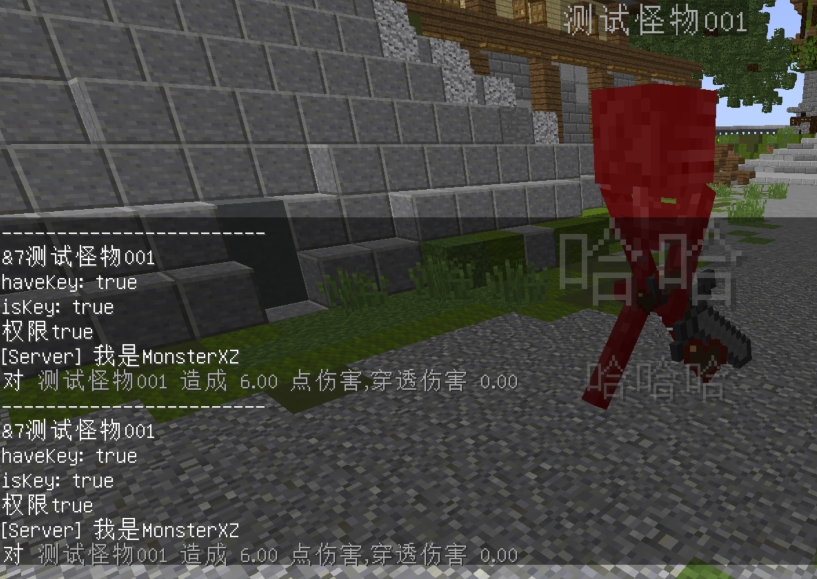 测试怪物001
-------------------------
&7测试怪物001
haveKey: true
isKey: true
权限true
[Server] 我是MonsterXZ
对 测试怪物001 造成 6.00 点伤害,穿透伤害 0.00
-------------------------
&7测试怪物001
haveKey: true
isKey: true
权限true
[Server] 我是MonsterXZ
对 测试怪物001 造成 6.00 点伤害,穿透伤害 0.00
哈哈
哈哈哈